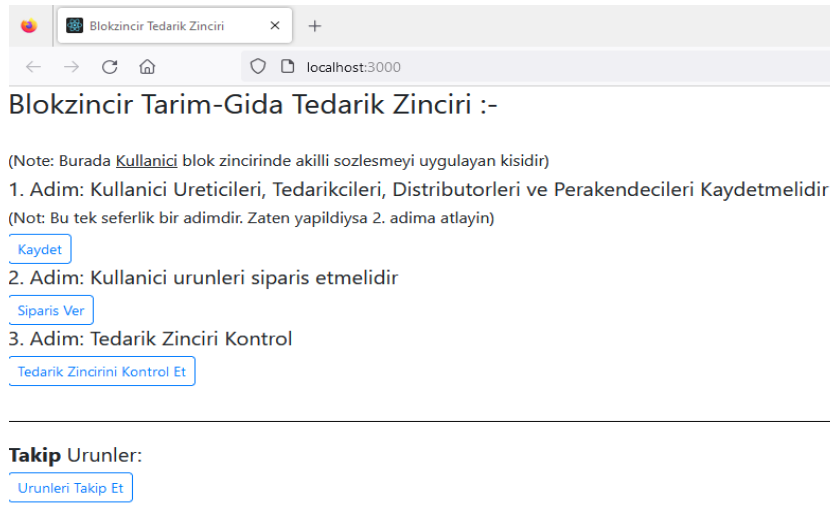 Blokzincir Tedarik Zinciri
localhost:3000
Blokzincir Tarim-Gida Tedarik Zinciri :-
(Note: Burada Kullanici blok zincirinde akilli sozlesmeyi uygulayan kisidir)
1. Adim: Kullanici Ureticileri, Tedarikcileri, Distributorleri ve Perakendecileri Kaydetmelidir
(Not: Bu tek seferlik bir adimdir. Zaten yapildiysa 2. adima atlayin)
Kaydet
2. Adim: Kullanici urunleri siparis etmelidir
Siparis Ver
3. Adim: Tedarik Zinciri Kontrol
Tedarik Zincirini Kontrol Et
Takip Urunler:
Urunleri Takip Et